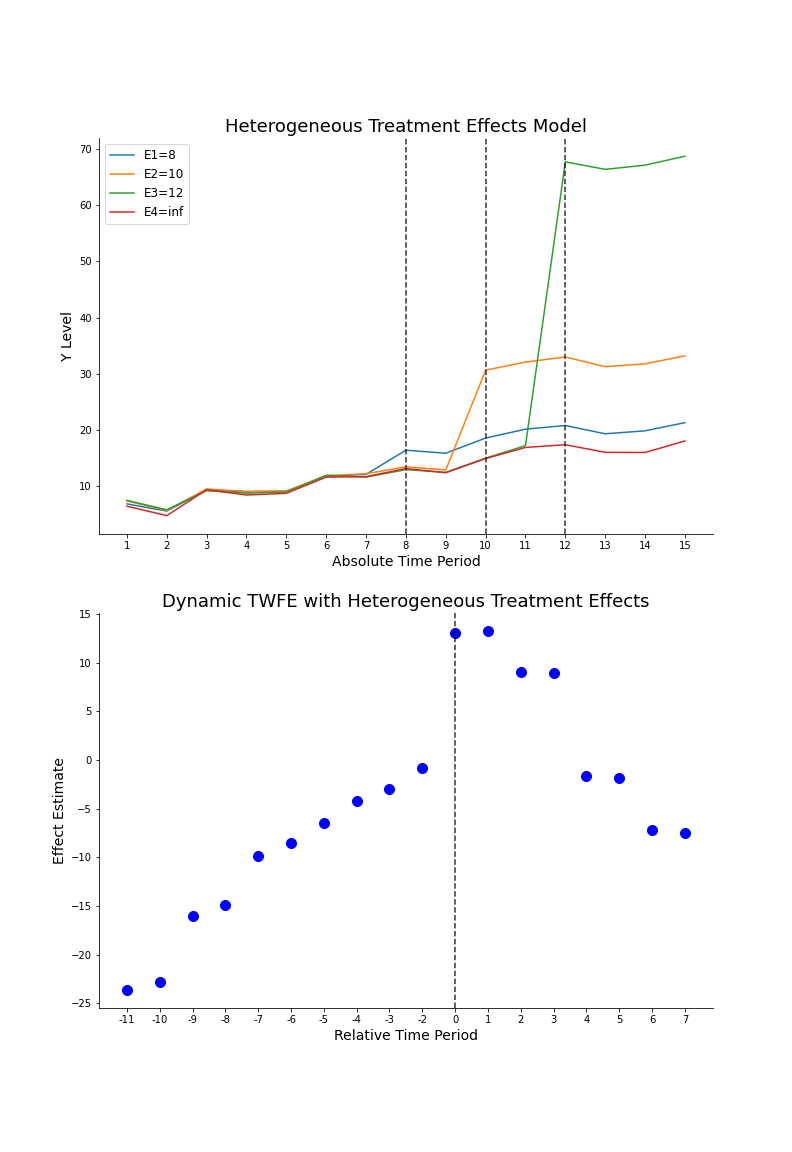 Heterogeneous Treatment Effects Model
E1=8
E2=10
E3=12
E4=inf
70
60
50
40
30
20
10
Y Level
1 2 3 4 5 6 7 8 9 10 11 12 13 14 15
Absolute Time Period
Dynamic TWFE with Heterogeneous Treatment Effects
15
10
5
0
−5
−10
−15
−20
−25
Effect Estimate
-11 -10 -9 -8 -7 -6 -5 -4 -3 -2 0 1 2 3 4 5 6 7
Relative Time Period